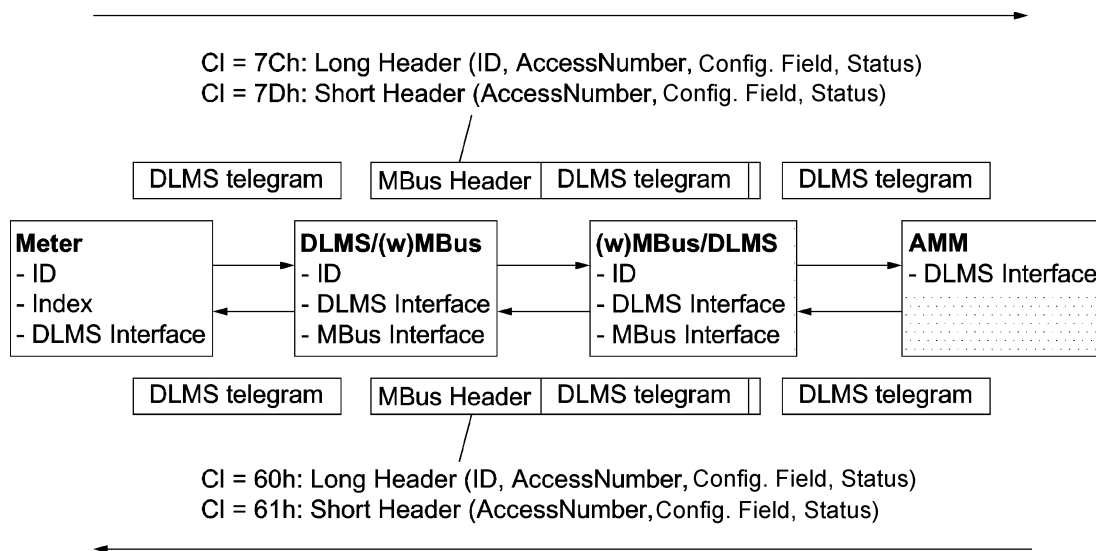 CI = 7Ch: Long Header (ID, AccessNumber, Config. Field, Status)
CI = 7Dh: Short Header (AccessNumber, Config. Field, Status)
DLMS telegram
MBus Header
DLMS telegram
DLMS telegram
Meter
- ID
- Index
- DLMS Interface
DLMS/(w)MBus
- ID
- DLMS Interface
- MBus Interface
(w)MBus/DLMS
- ID
- DLMS Interface
- MBus Interface
AMM
- DLMS Interface
DLMS telegram
MBus Header
DLMS telegram
DLMS telegram
CI = 60h: Long Header (ID, AccessNumber, Config. Field, Status)
CI = 61h: Short Header (AccessNumber, Config. Field, Status)